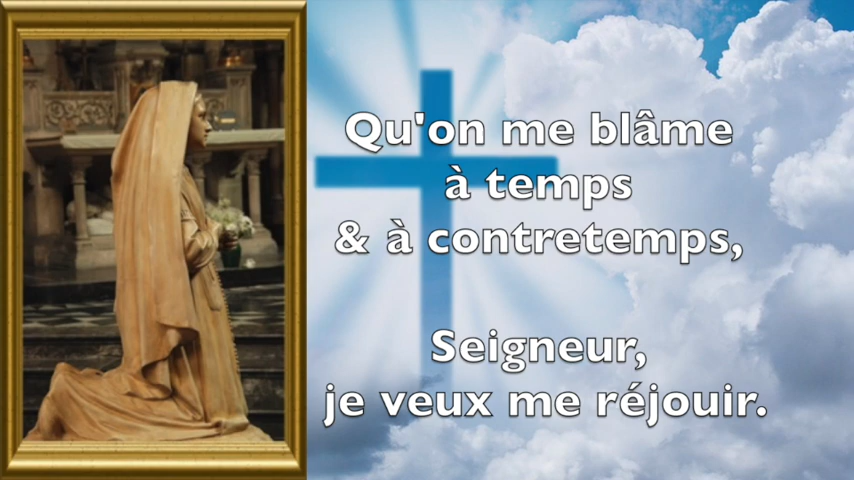 Qu'on me blâme
à temps
& à contretemps,
Seigneur,
je veux me réjouir.